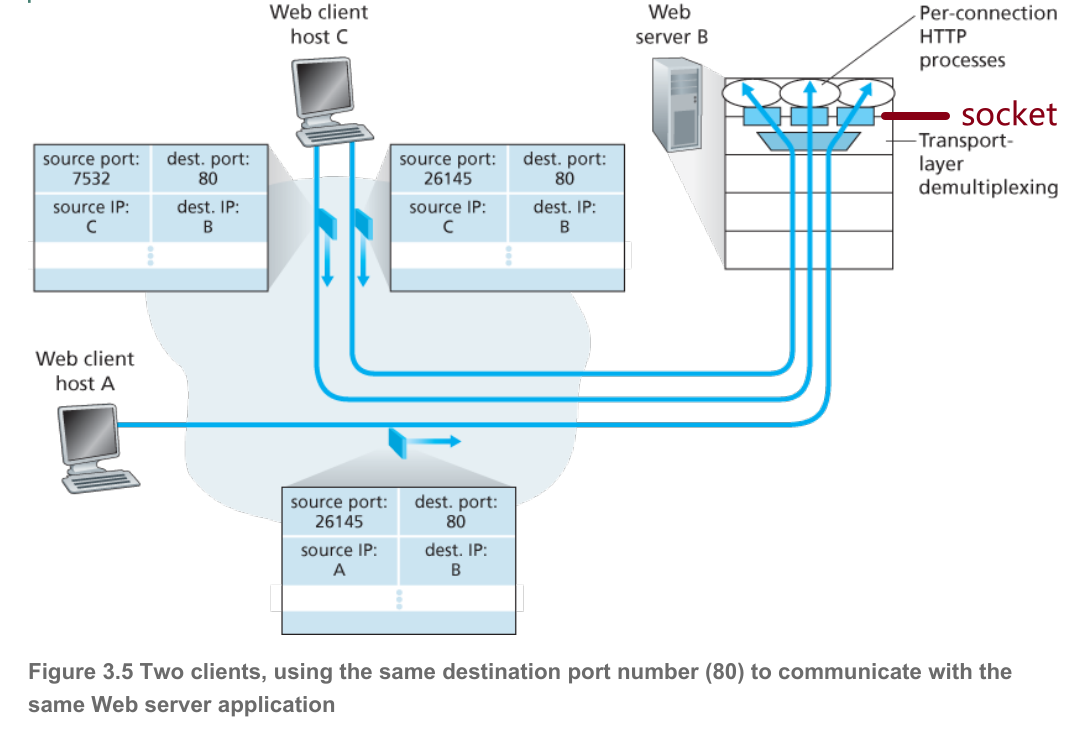 Web client
host C
Web
server B
Per-connection
HTTP
processes
socket
Transport-
layer
demultiplexing
source port:
7532
dest. port:
80
source IP:
C
dest. IP:
B
source port:
26145
dest. port:
80
source IP:
C
dest. IP:
B
Web client
host A
source port:
26145
dest. port:
80
source IP:
A
dest. IP:
B
Figure 3.5 Two clients, using the same destination port number (80) to communicate with the
same Web server application